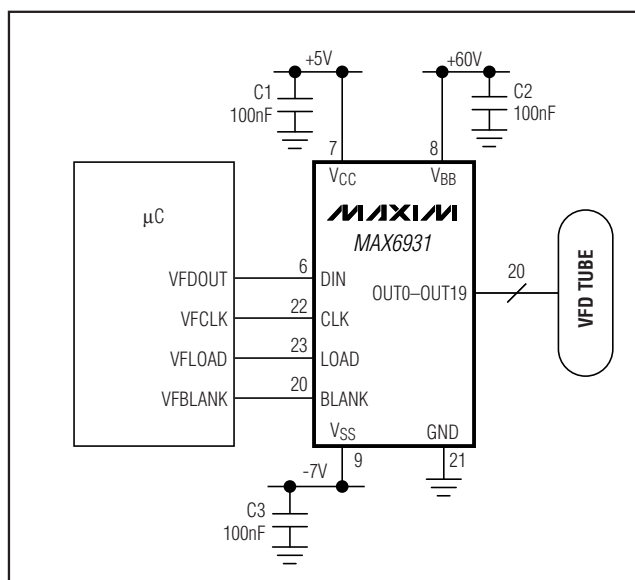 +5V
+60V
C1
100nF
C2
100nF
7
8
VCC
VBB
µC
MAXIM
MAX6931
VFDOUT
6
DIN
VFCLK
22
CLK
VFLOAD
23
LOAD
VFBLANK
20
BLANK
OUT0–OUT19
20
VFD TUBE
VSS
GND
9
21
-7V
C3
100nF